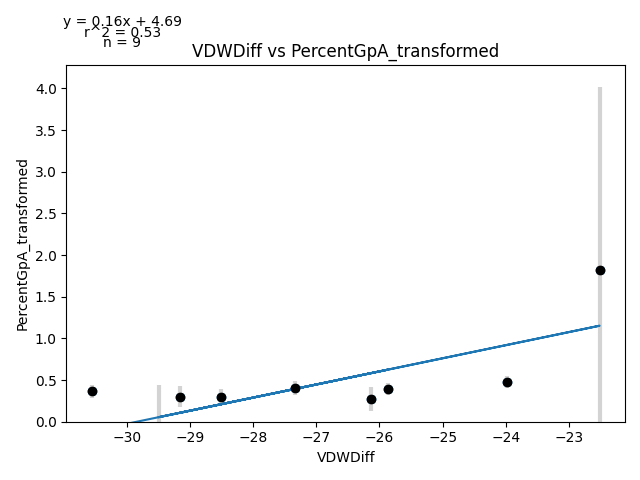 y = 0.16x + 4.69
r^2 = 0.53
n = 9
VDWDiff vs PercentGpA_transformed
4.0
3.5
3.0
2.5
2.0
1.5
1.0
0.5
0.0
PercentGpA_transformed
−30
−29
−28
−27
−26
−25
−24
−23
VDWDiff